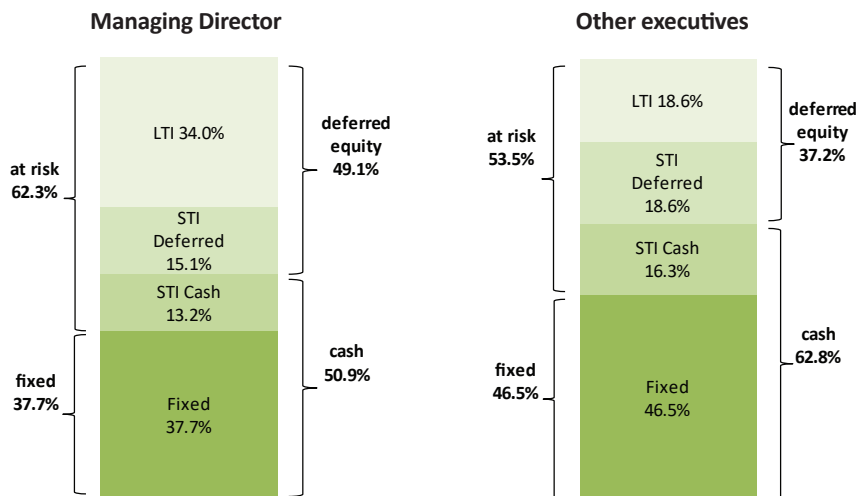 Managing Director
LTI 34.0%
STI
Deferred
15.1%
STI Cash
13.2%
Fixed
37.7%
at risk
62.3%
fixed
37.7%
deferred
equity
49.1%
cash
50.9%
Other executives
LTI 18.6%
STI
Deferred
18.6%
STI Cash
16.3%
Fixed
46.5%
at risk
53.5%
fixed
46.5%
deferred
equity
37.2%
cash
62.8%